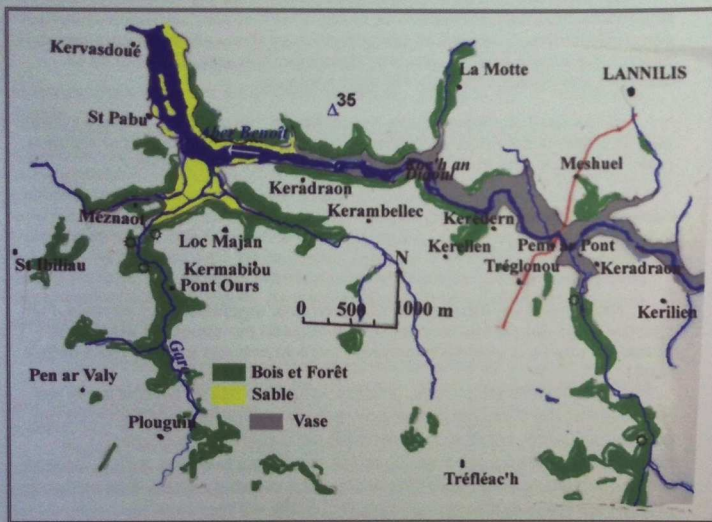 Kervasdoué
La Motte
LANNILIS
35
St Pabu
Aber Benoît
Meshuel
Keradraon
Méznaot
Kerambellec
Keredern
Loc Majan
Kerellen
Penn ar Pont
St Ibiliau
Kermabiou
N
Tréglonou
Keradraon
Pont Ours
0 500 1000 m
Kerilien
Garo
Bois et Forêt
Pen ar Valy
Sable
Vase
Plouguin
Tréfléac'h